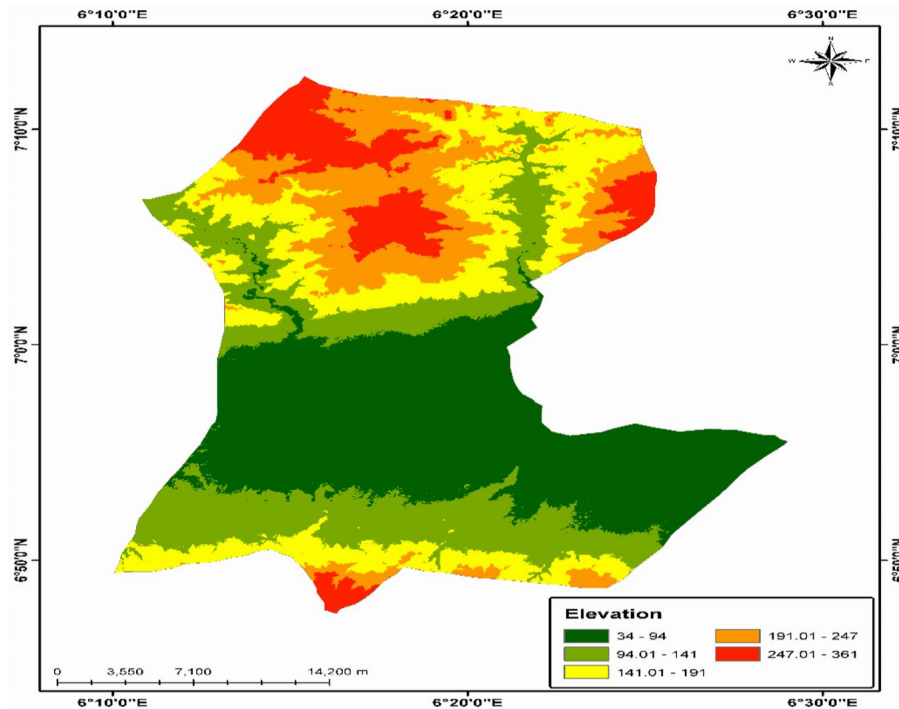 6°10'0"E 6°20'0"E 6°30'0"E
N
W E
S
7°10'0"N 7°10'0"N
7°0'0"N 7°0'0"N
6°50'0"N 6°50'0"N
Elevation
34 - 94 191.01 - 247
94.01 - 141 247.01 - 361
141.01 - 191
0 3,550 7,100 14,200 m
6°10'0"E 6°20'0"E 6°30'0"E